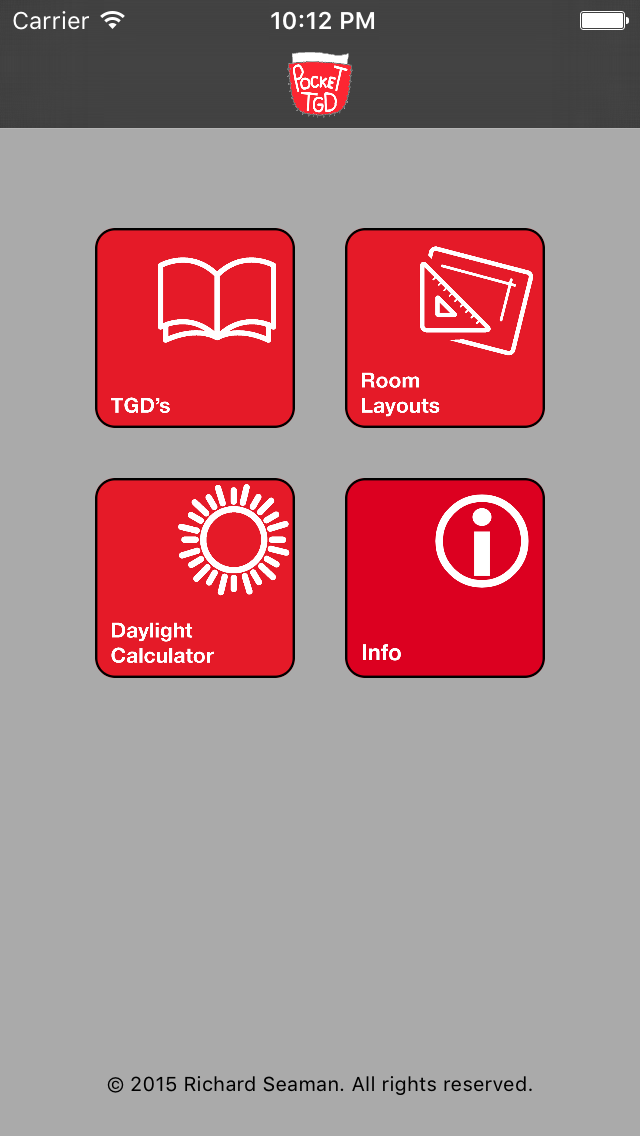 Carrier
10:12 PM
POCKET
TGD
TGD's
Room
Layouts
Daylight
Calculator
Info
© 2015 Richard Seaman. All rights reserved.